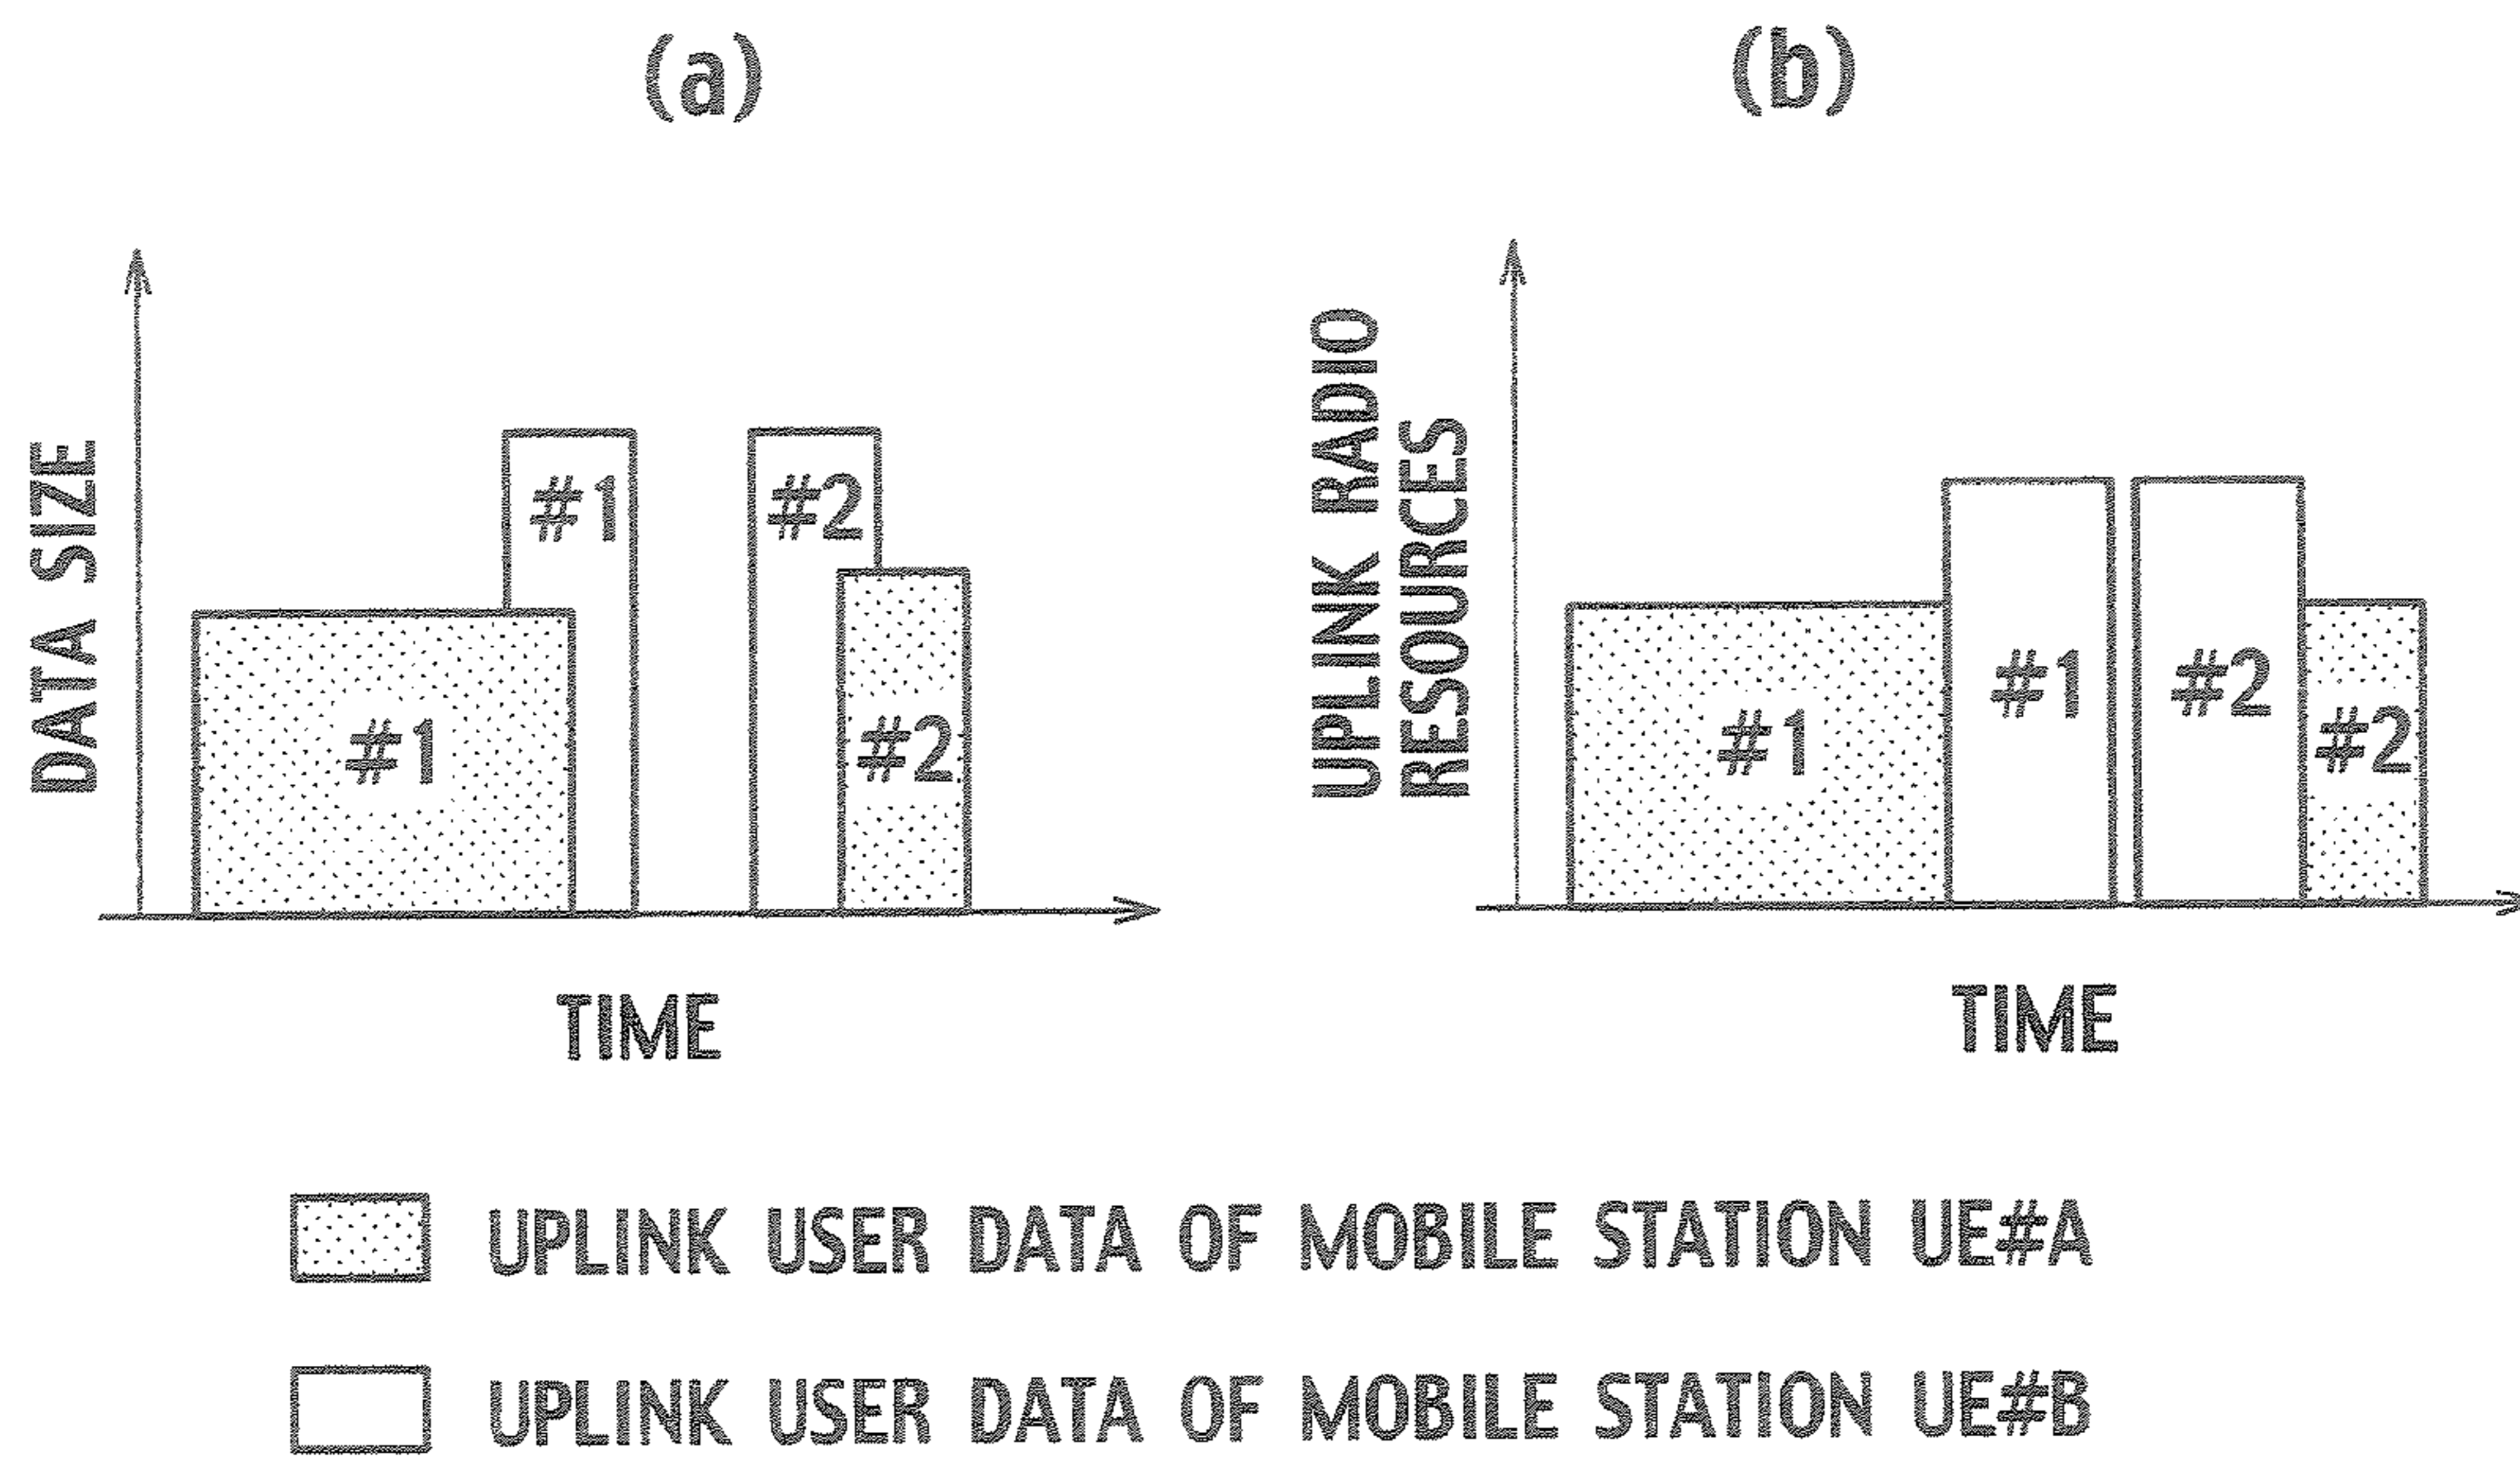 (a)
DATA SIZE
#1
#2
#1
#2
TIME
(b)
UPLINK RADIO
RESOURCES
#1
#1
#2
#2
TIME
UPLINK USER DATA OF MOBILE STATION UE#A
UPLINK USER DATA OF MOBILE STATION UE#B